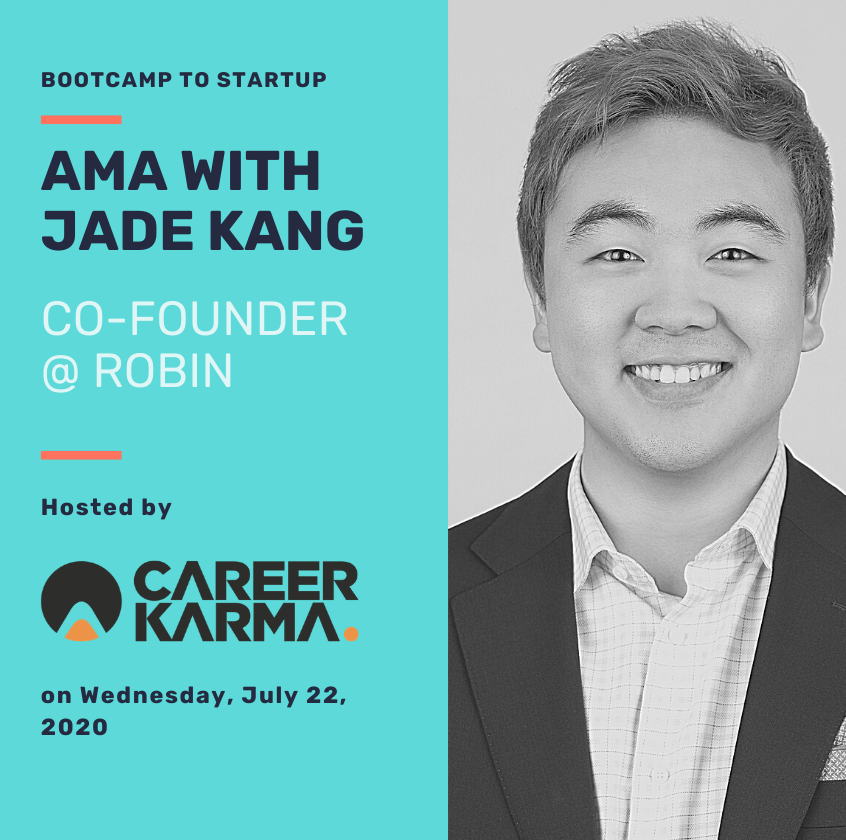 BOOTCAMP TO STARTUP
AMA WITH
JADE KANG
CO-FOUNDER
@ ROBIN
Hosted by
CAREER
KARMA.
on Wednesday, July 22,
2020